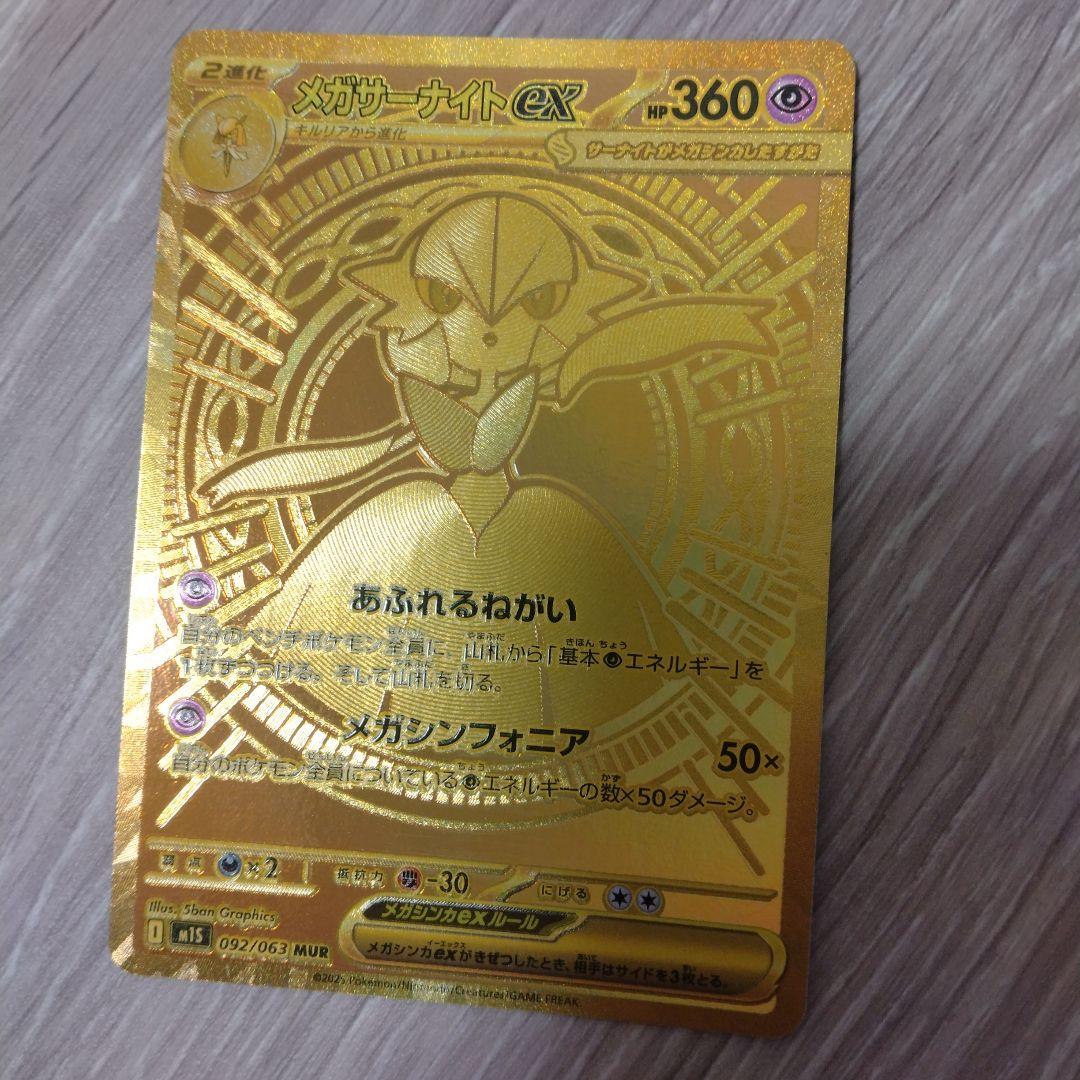 2進化
メガサーナイトex HP360
キルリアから進化
サーナイトがメガシンカしたすがた
あふれるねがい
自分のベンチポケモン全員に、山札から「基本エネルギー」を
1枚ずつつける。そして山札を切る。
メガシンフォニア 50×
自分のポケモン全員についているエネルギーの数×50ダメージ。
弱点 ×2 抵抗力 -30 にげる
Illus. 5ban Graphics
メガシンカexルール
I M1S 092/063 MUR
メガシンカexがきぜつしたとき、相手はサイドを3枚とる。
©2025 Pokémon/Nintendo/Creatures/GAME FREAK.